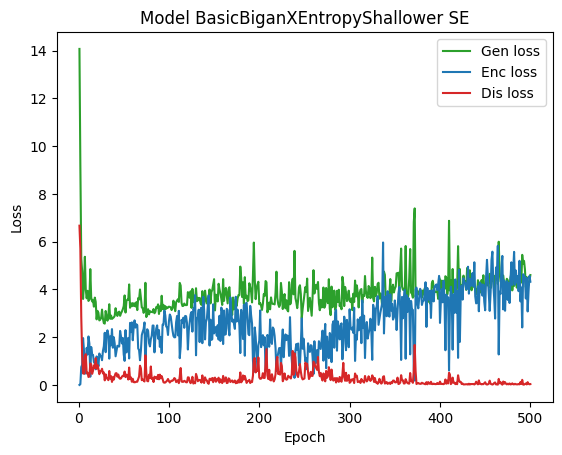 Model BasicBiganXEntropyShallower SE
Gen loss
Enc loss
Dis loss
14
12
10
8
6
4
2
0
Loss
0 100 200 300 400 500
Epoch